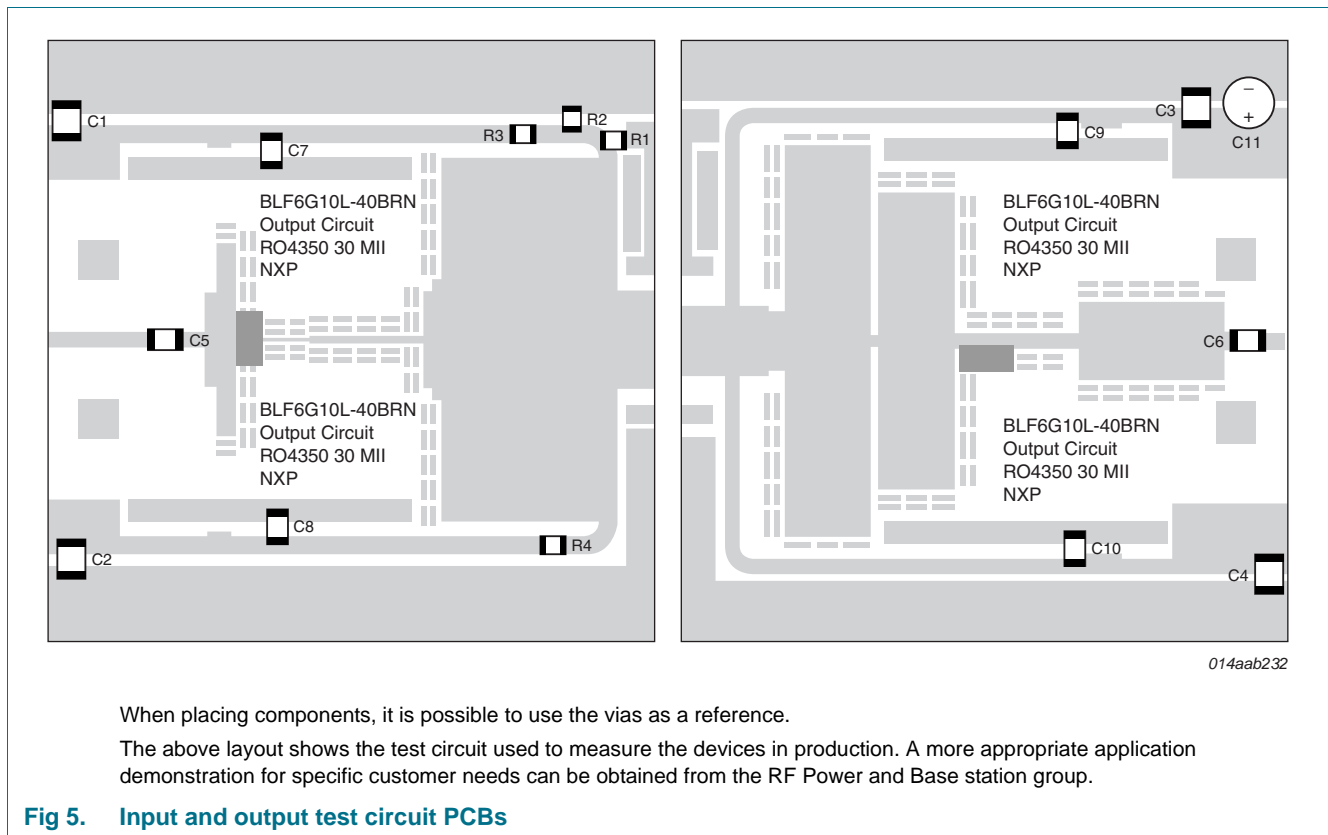 C1
C7
R3
R2
R1
BLF6G10L-40BRN
Output Circuit
RO4350 30 MII
NXP
C5
BLF6G10L-40BRN
Output Circuit
RO4350 30 MII
NXP
C8
R4
C2
C3
–
+
C11
C9
BLF6G10L-40BRN
Output Circuit
RO4350 30 MII
NXP
C6
BLF6G10L-40BRN
Output Circuit
RO4350 30 MII
NXP
C10
C4
014aab232
When placing components, it is possible to use the vias as a reference.
The above layout shows the test circuit used to measure the devices in production. A more appropriate application
demonstration for specific customer needs can be obtained from the RF Power and Base station group.
Fig 5. Input and output test circuit PCBs